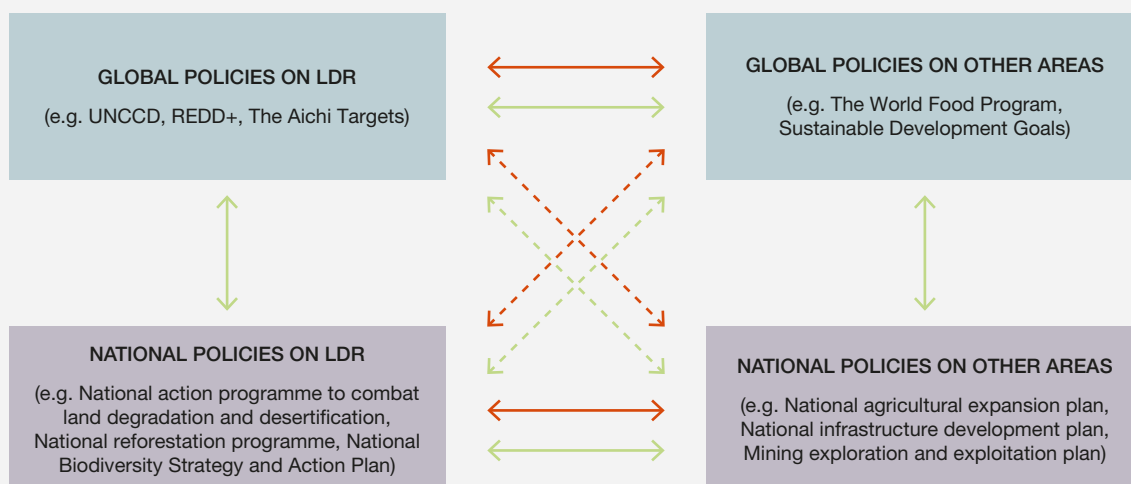 GLOBAL POLICIES ON LDR
(e.g. UNCCD, REDD+, The Aichi Targets)
GLOBAL POLICIES ON OTHER AREAS
(e.g. The World Food Program,
Sustainable Development Goals)
NATIONAL POLICIES ON LDR
(e.g. National action programme to combat
land degradation and desertification,
National reforestation programme, National
Biodiversity Strategy and Action Plan)
NATIONAL POLICIES ON OTHER AREAS
(e.g. National agricultural expansion plan,
National infrastructure development plan,
Mining exploration and exploitation plan)